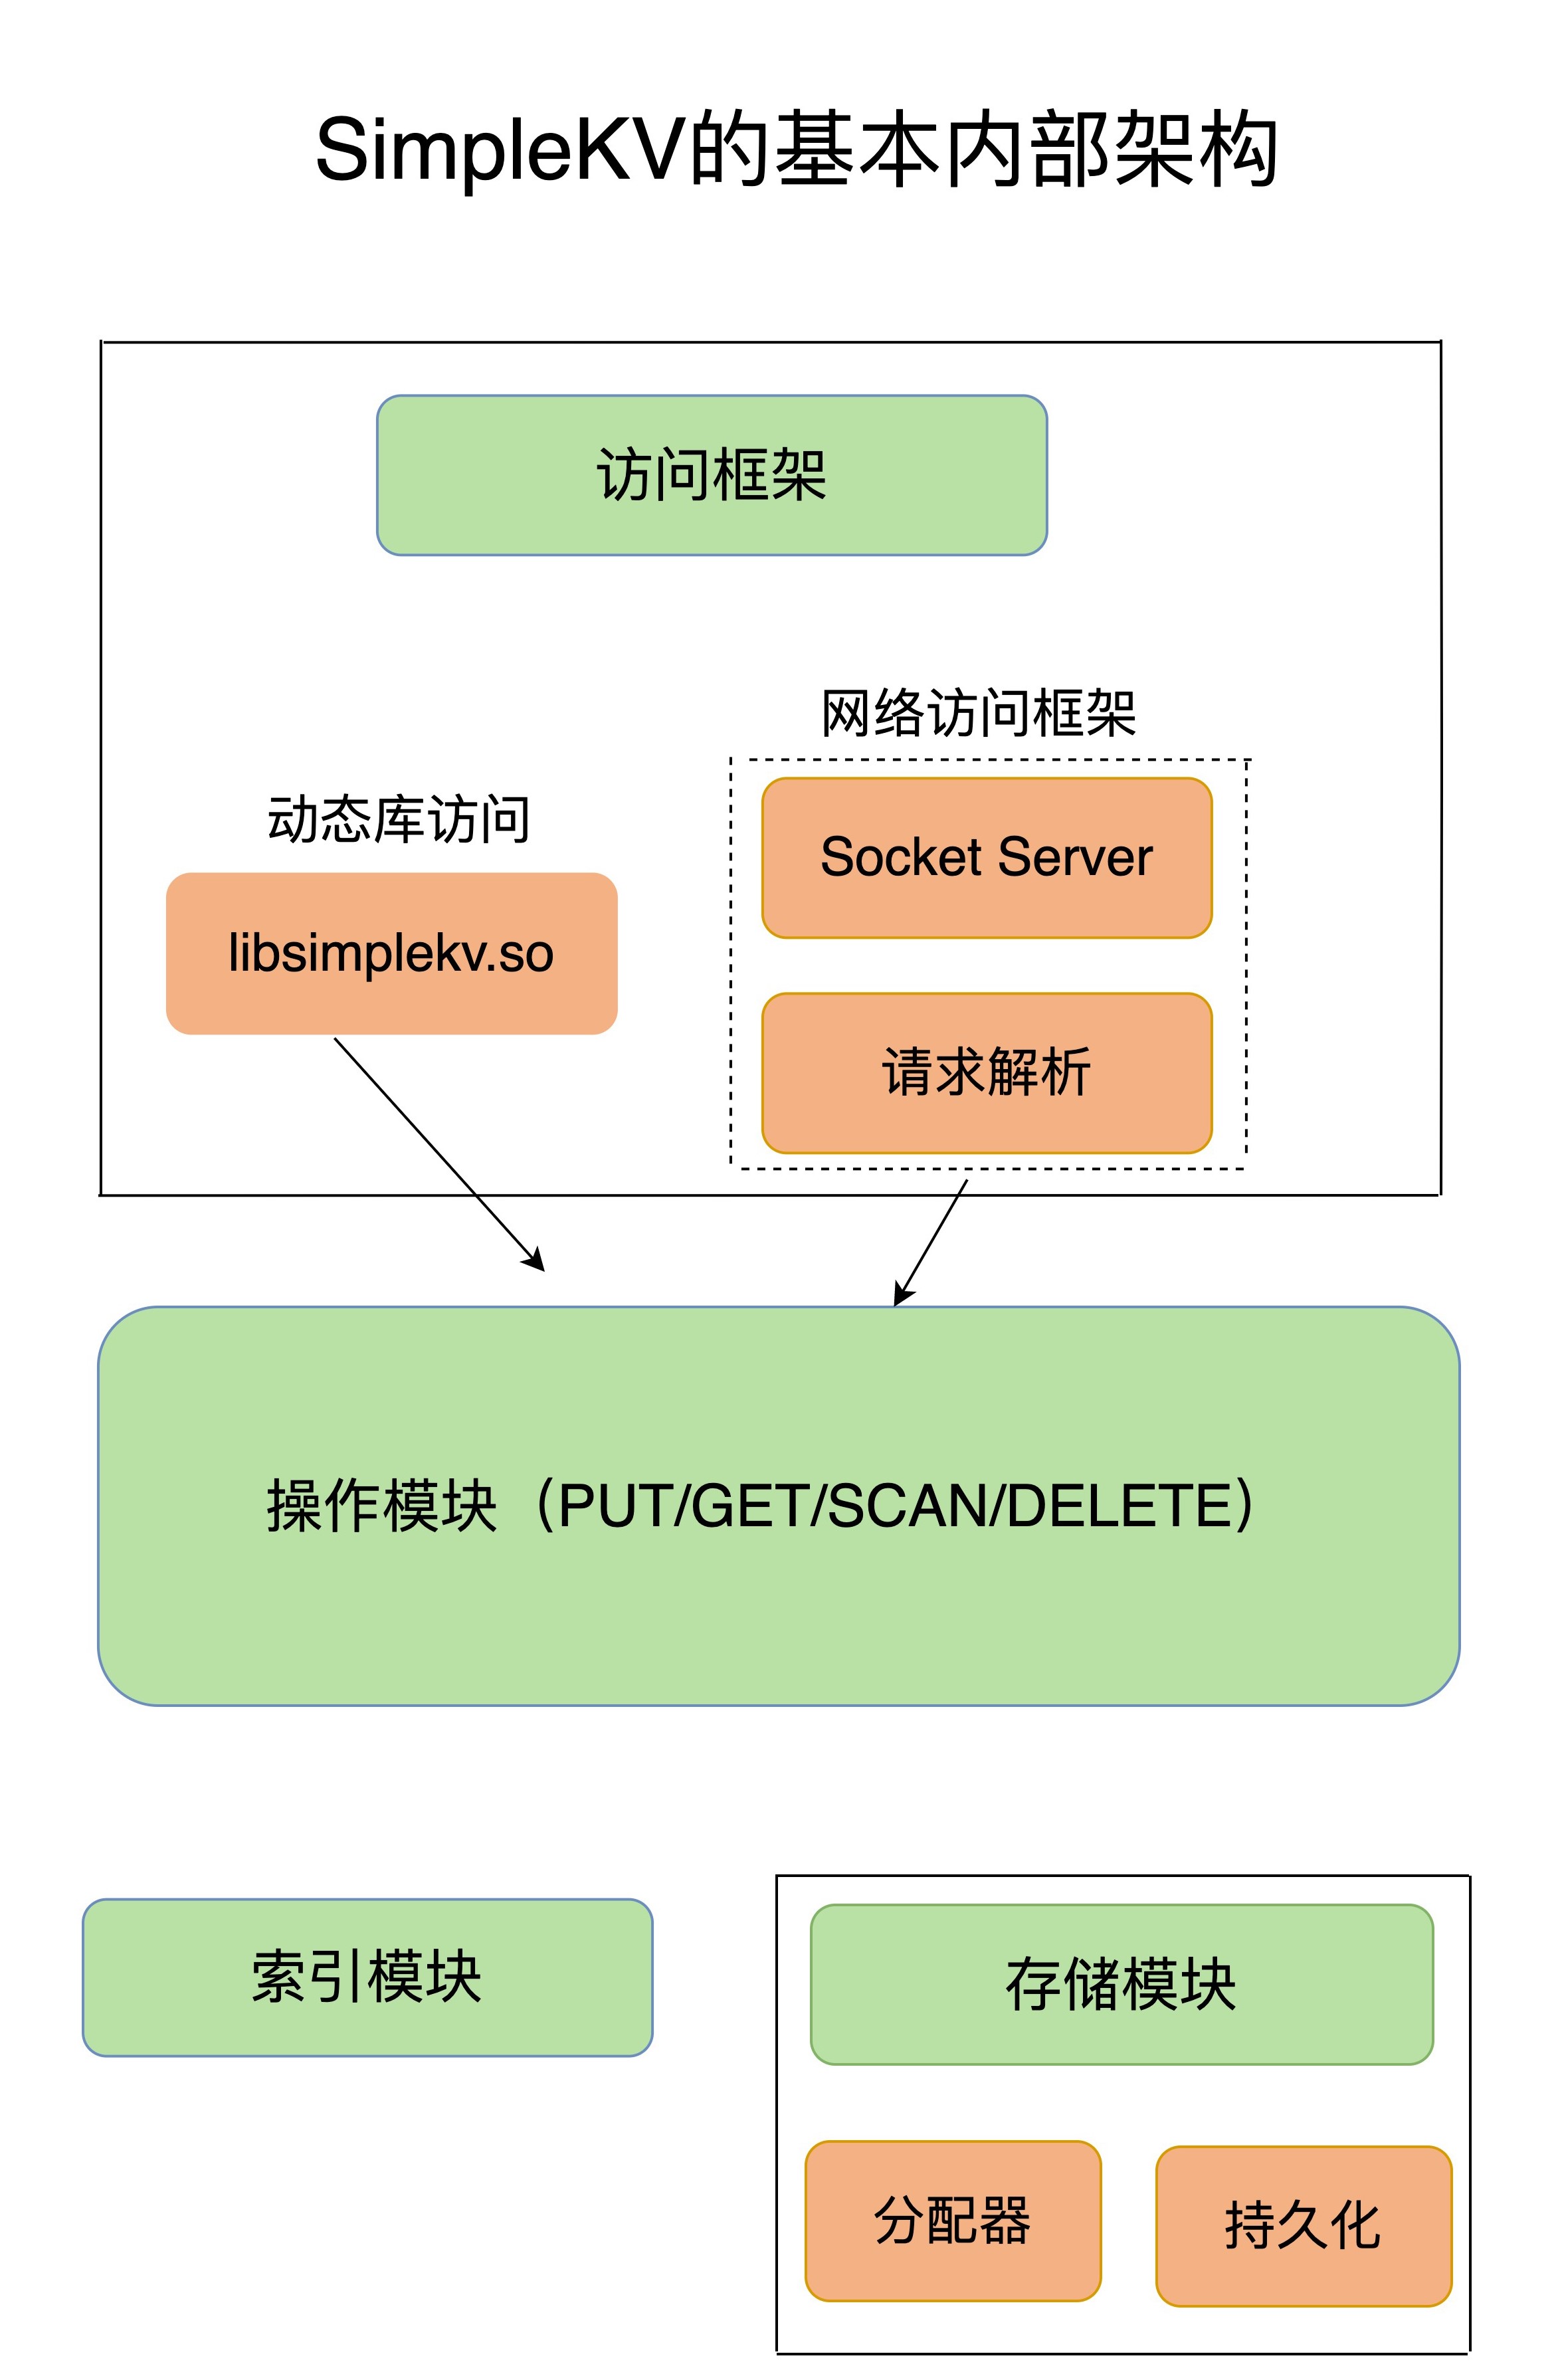 SimpleKV的基本内部架构
访问框架
网络访问框架
动态库访问
Socket Server
libsimplekv.so
请求解析
操作模块（PUT/GET/SCAN/DELETE）
索引模块
存储模块
分配器
持久化